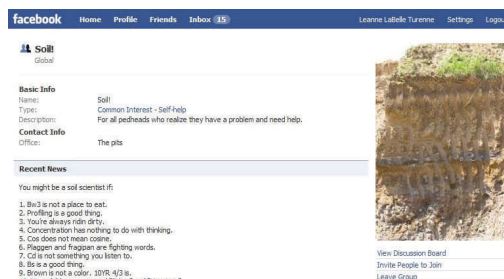 facebook Home Profile Friends Inbox 15 Leanne LaBelle Turenne Settings Logou
Soil!
Global
Basic Info
Name: Soil!
Type: Common Interest - Self-help
Description: For all pedheads who realize they have a problem and need help.
Contact Info
Office: The pits
Recent News
You might be a soil scientist if:
1. Bw3 is not a place to eat.
2. Profiling is a good thing.
3. You're always ridin dirty.
4. Concentration has nothing to do with thinking.
5. Cos does not mean cosine.
6. Plaggen and fragipan are fighting words.
7. Cd is not something you listen to.
8. Bs is a good thing.
9. Brown is not a color. 10YR 4/3 is.
View Discussion Board
Invite People to Join
Leave Group